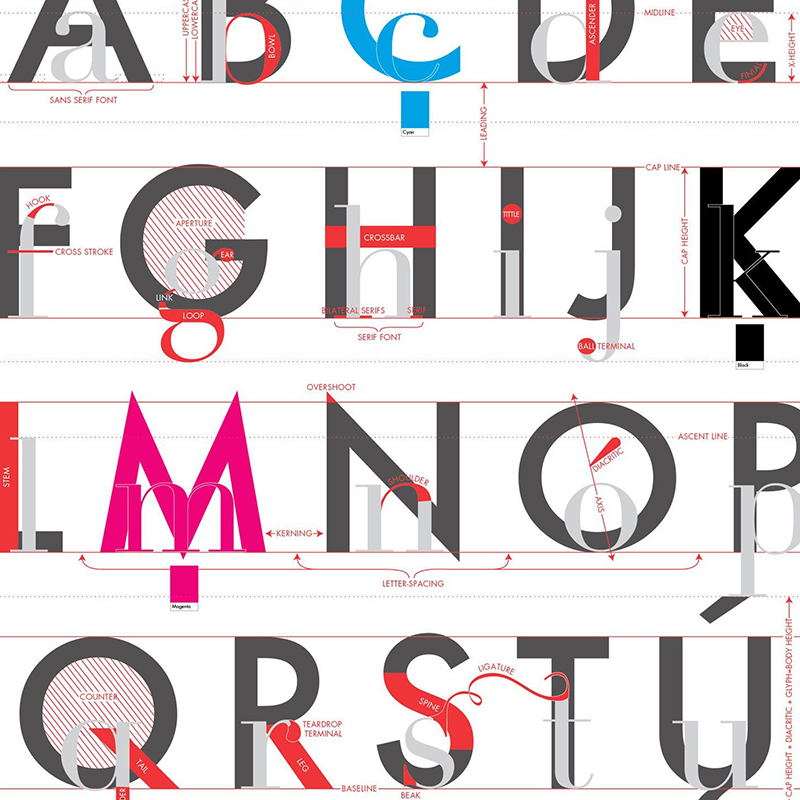 A a B b C c D d E e
UPPERCAS
LOWERCAS
BOWL
ASCENDER
MIDLINE
EYE
FINIAL
X-HEIGHT
SANS SERIF FONT
Cyan
LEADING
CAP LINE
F f G g H h I i J j K k
HOOK
APERTURE
TITTLE
CROSS STROKE
EAR
CROSSBAR
CAP HEIGHT
LINK
LOOP
BILATERAL SERIFS
SERIF
SERIF FONT
BALL TERMINAL
Black
OVERSHOOT
L l M m N n O o P p
ASCENT LINE
STEM
SHOULDER
DIACRITIC
AXIS
KERNING
LETTER-SPACING
Magenta
Q q R r S s T t Ú u
COUNTER
LIGATURE
SPINE
TEARDROP
TERMINAL
TAIL
LEG
CAP HEIGHT + DIACRITIC + GLYPH=BODY HEIGHT
DER
BASELINE
BEAK